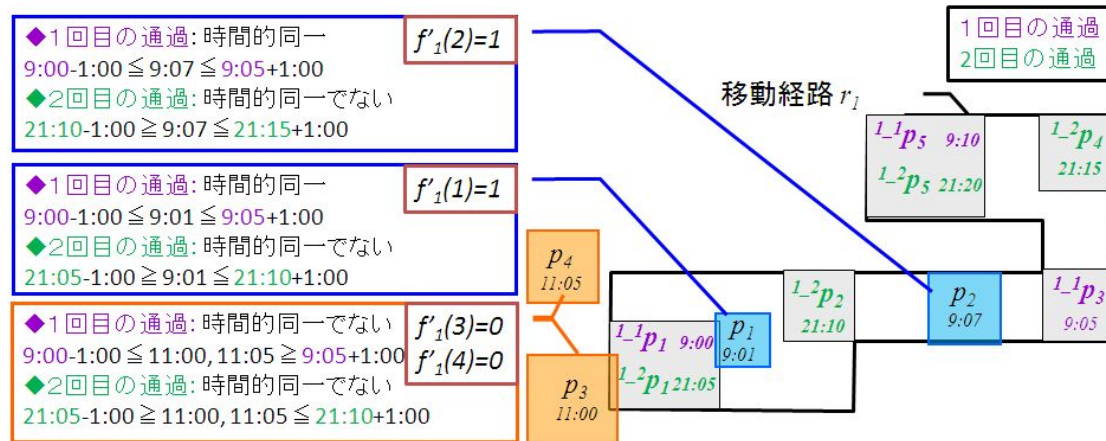 ◆1回目の通過:時間的同一
9:00-1:00≦9:07≦9:05+1:00
◆2回目の通過:時間的同一でない
21:10-1:00≧9:07≦21:15+1:00
f'₁(2)=1
◆1回目の通過:時間的同一
9:00-1:00≦9:01≦9:05+1:00
◆2回目の通過:時間的同一でない
21:05-1:00≧9:01≦21:10+1:00
f'₁(1)=1
◆1回目の通過:時間的同一でない
9:00-1:00≦11:00,11:05≧9:05+1:00
◆2回目の通過:時間的同一でない
21:05-1:00≧11:00,11:05≦21:10+1:00
f'₁(3)=0
f'₁(4)=0
1回目の通過
2回目の通過
移動経路 r₁
1_1p₅ 9:10
1_2p₅ 21:20
1_2p₄
21:15
p₄
11:05
p₃
11:00
1_1p₁ 9:00
1_2p₁ 21:05
p₁
9:01
1_2p₂
21:10
p₂
9:07
1_1p₃
9:05